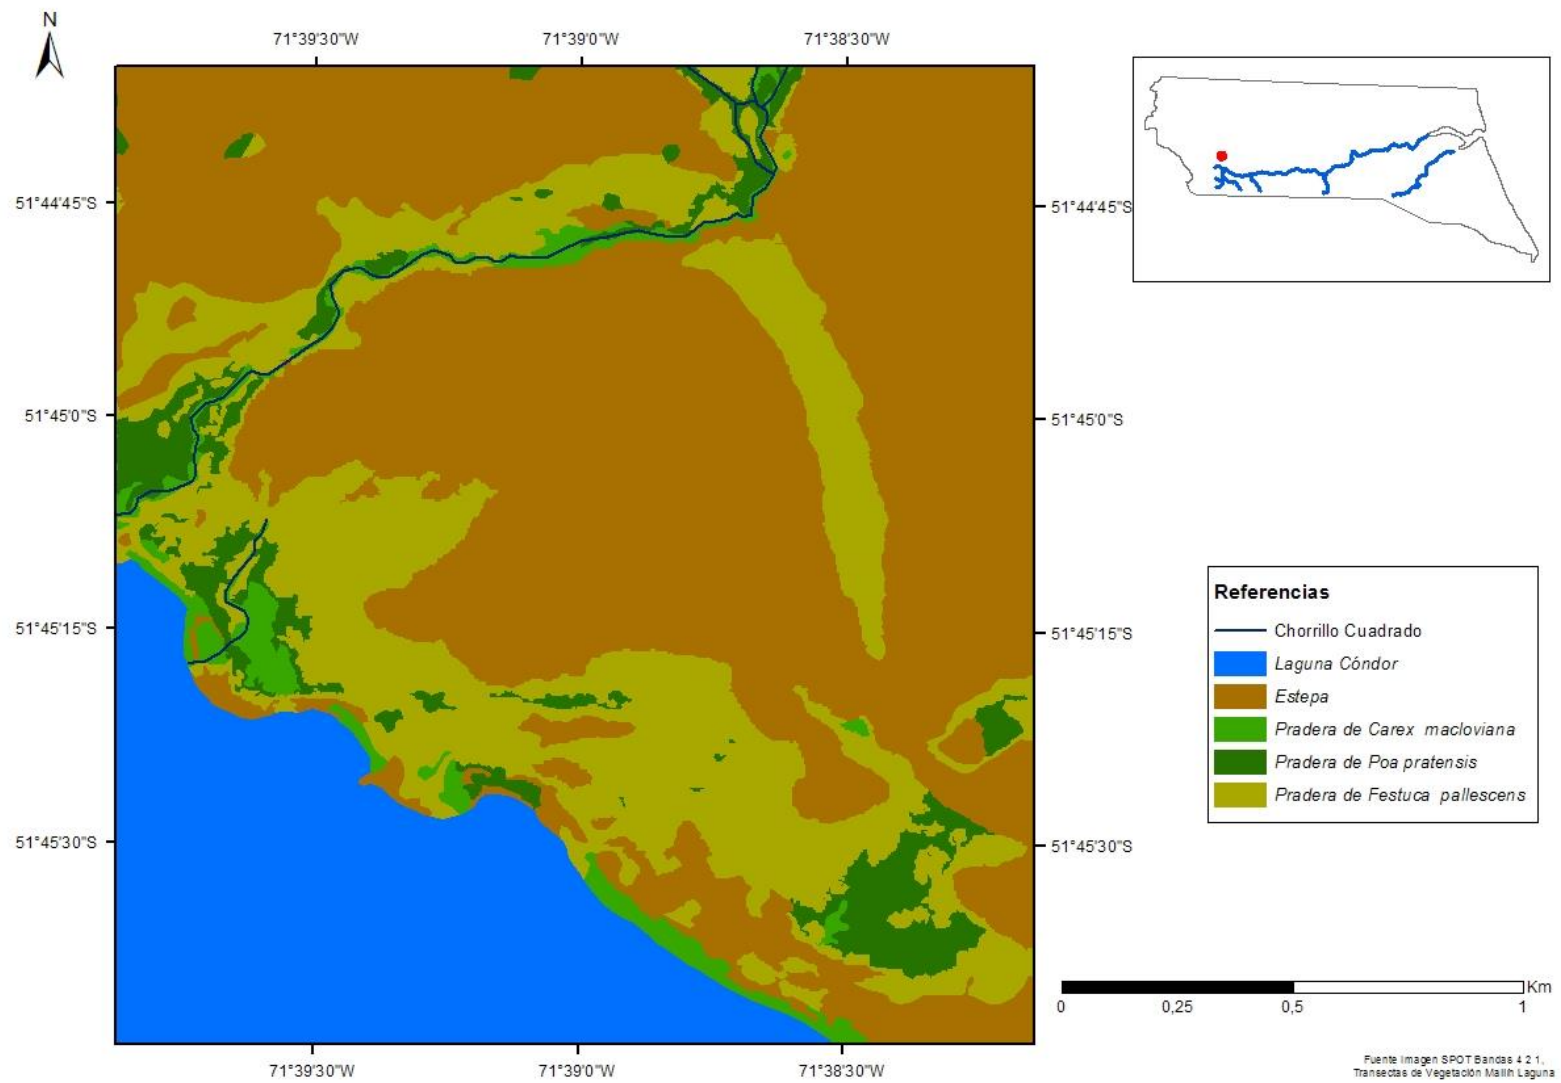 N
71°39'30"W
71°39'0"W
71°38'30"W
51°44'45"S
51°44'45"S
51°45'0"S
51°45'0"S
51°45'15"S
51°45'15"S
51°45'30"S
51°45'30"S
71°39'30"W
71°39'0"W
71°38'30"W
Referencias
Chorrillo Cuadrado
Laguna Cóndor
Estepa
Pradera de Carex macloviana
Pradera de Poa pratensis
Pradera de Festuca pallescens
Km
0 0,25 0,5 1
Fuente Imagen SPOT Bandas 4 2 1.
Transectas de Vegetación Mallín Laguna